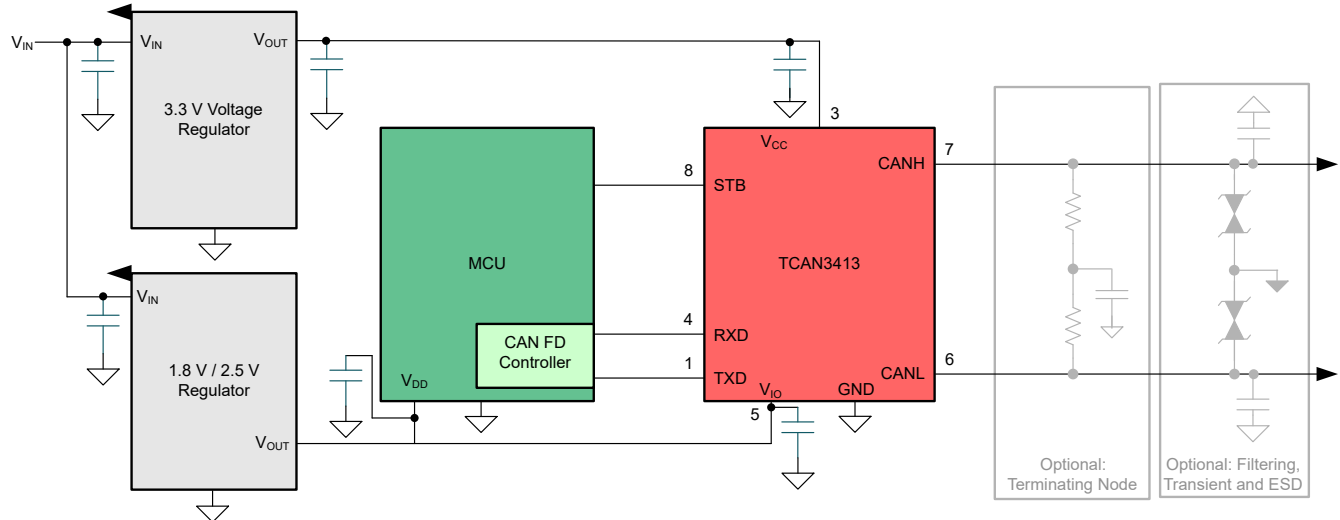 VIN
VIN
VOUT
3.3 V Voltage
Regulator
VIN
1.8 V / 2.5 V
Regulator
VOUT
MCU
CAN FD
Controller
VDD
8
4
1
3
VCC
STB
CANH
7
TCAN3413
RXD
TXD
VIO
5
GND
CANL
6
Optional:
Terminating Node
Optional: Filtering,
Transient and ESD